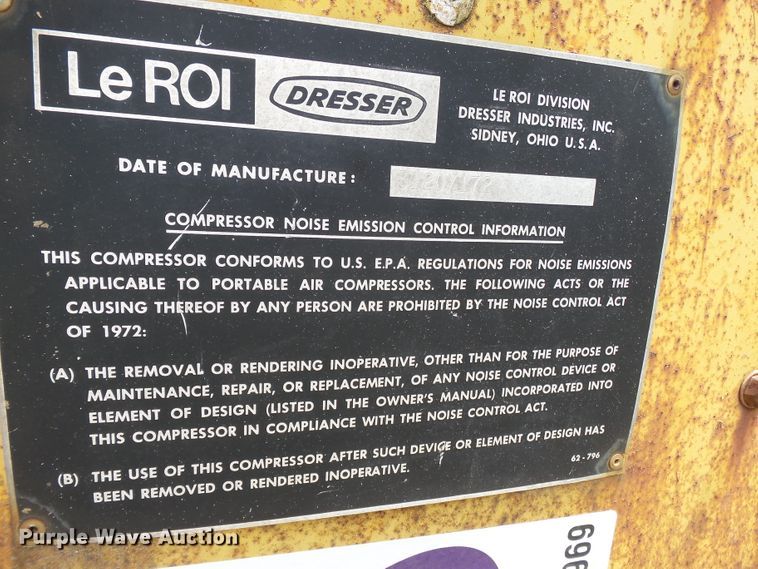 Le ROI
DRESSER
LE ROI DIVISION
DRESSER INDUSTRIES, INC.
SIDNEY, OHIO U.S.A.
DATE OF MANUFACTURE:
COMPRESSOR NOISE EMISSION CONTROL INFORMATION
THIS COMPRESSOR CONFORMS TO U.S. E.P.A. REGULATIONS FOR NOISE EMISSIONS
APPLICABLE TO PORTABLE AIR COMPRESSORS. THE FOLLOWING ACTS OR THE
CAUSING THEREOF BY ANY PERSON ARE PROHIBITED BY THE NOISE CONTROL ACT
OF 1972:
(A) THE REMOVAL OR RENDERING INOPERATIVE, OTHER THAN FOR THE PURPOSE OF
MAINTENANCE, REPAIR, OR REPLACEMENT, OF ANY NOISE CONTROL DEVICE OR
ELEMENT OF DESIGN (LISTED IN THE OWNER'S MANUAL) INCORPORATED INTO
THIS COMPRESSOR IN COMPLIANCE WITH THE NOISE CONTROL ACT.
(B) THE USE OF THIS COMPRESSOR AFTER SUCH DEVICE OR ELEMENT OF DESIGN HAS
BEEN REMOVED OR RENDERED INOPERATIVE.
62-796
Purple Wave Auction